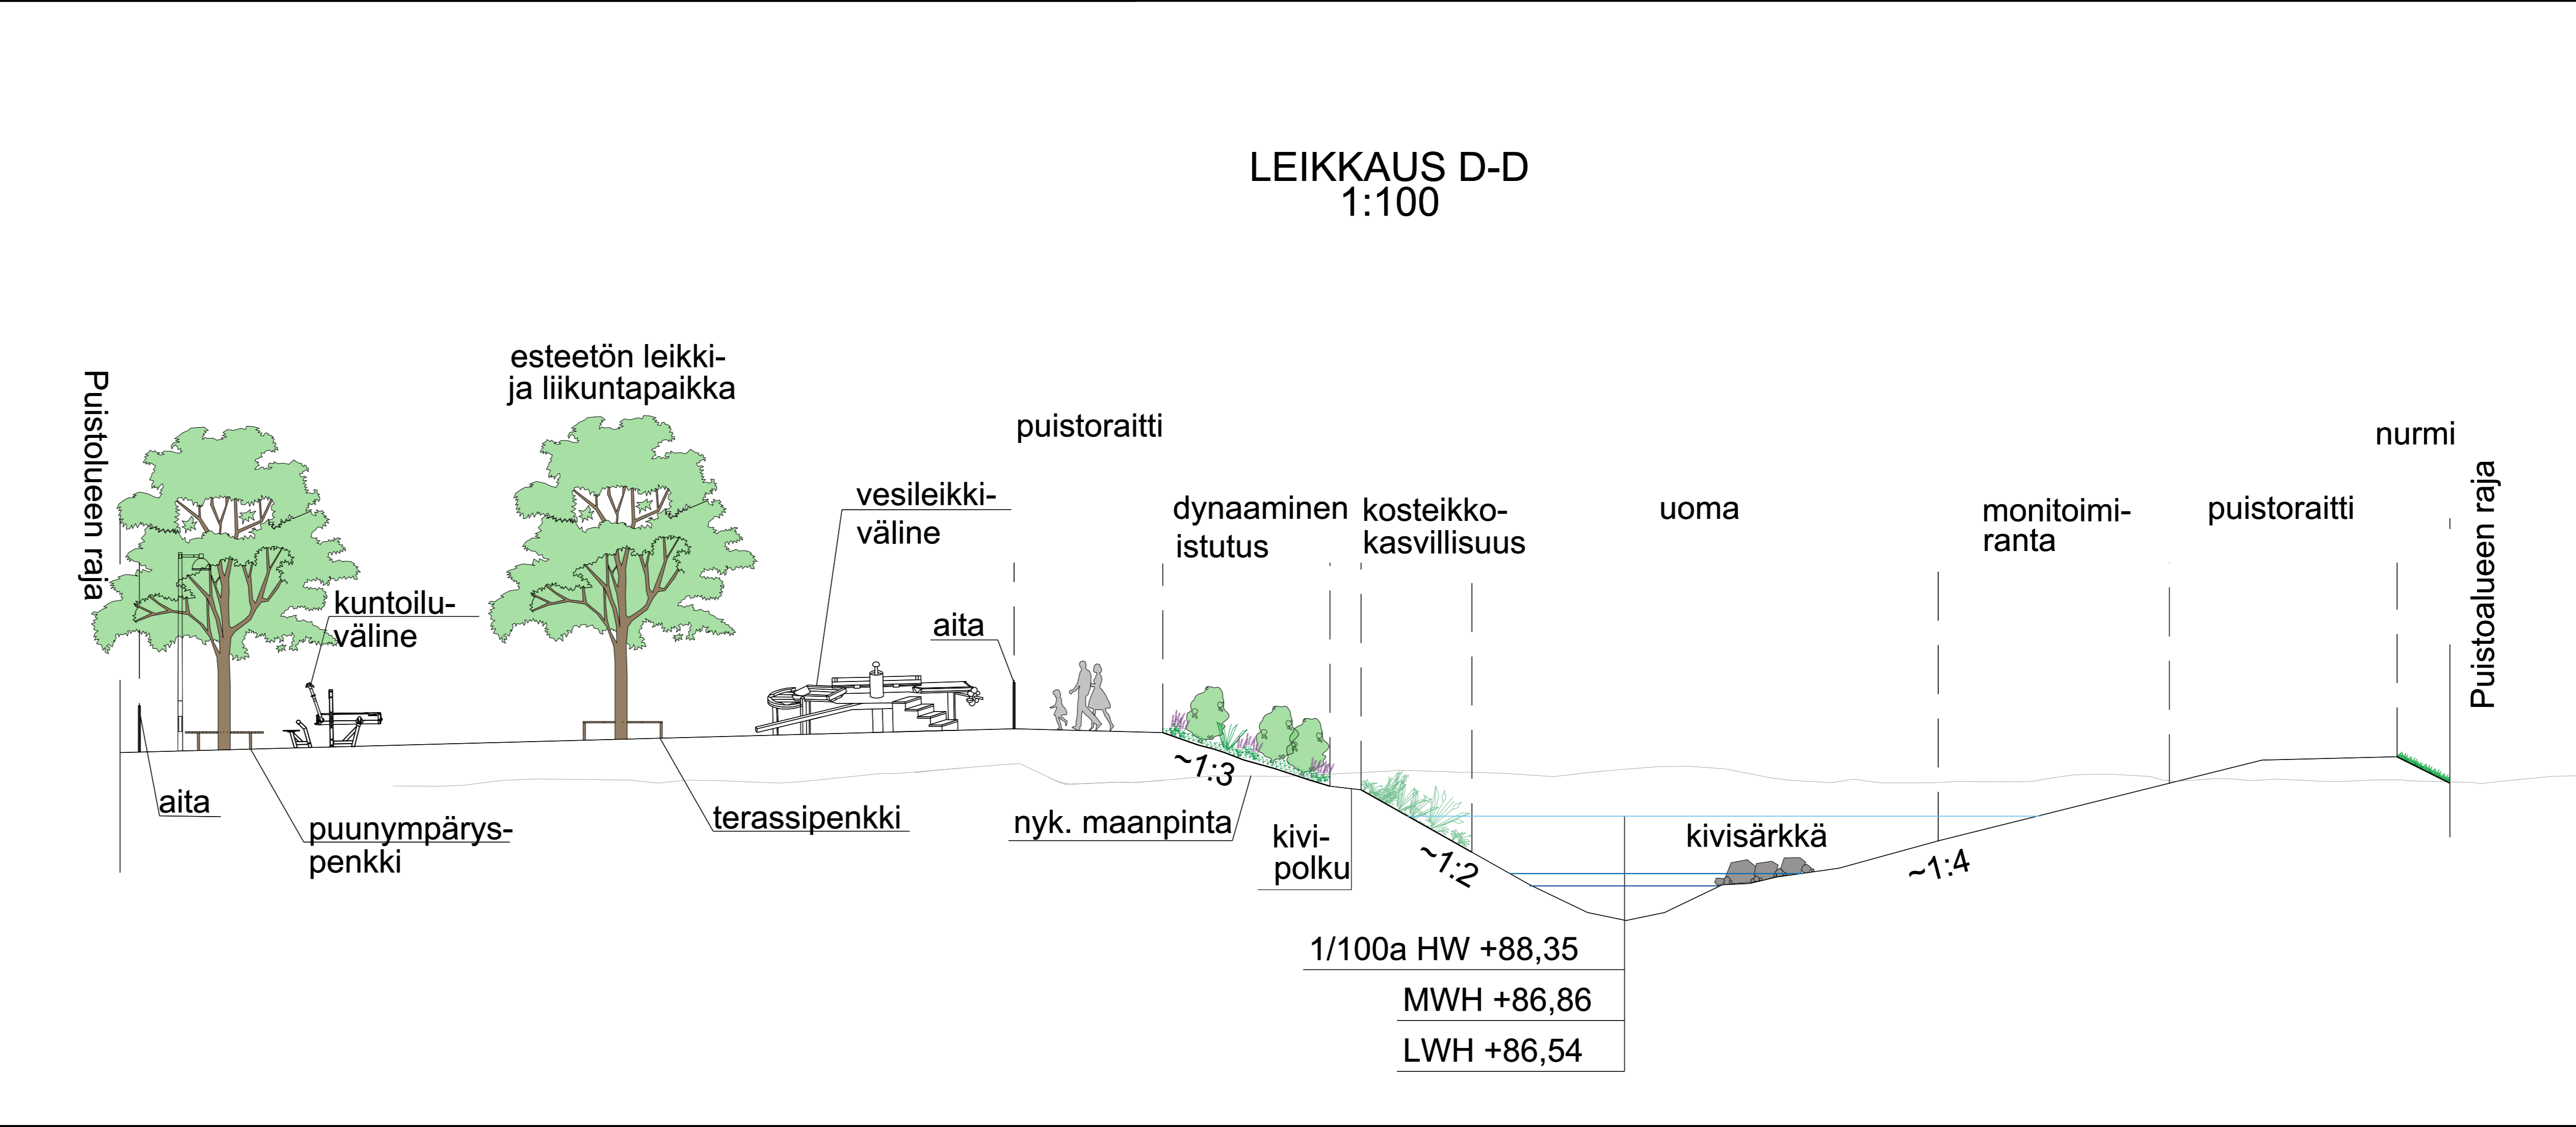 LEIKKAUS D-D
1:100
Puistolueen raja
esteetön leikki-
ja liikuntapaikka
puistoraitti
nurmi
vesileikki-
väline
dynaaminen
istutus
kosteikko-
kasvillisuus
uoma
monitoimi-
ranta
puistoraitti
Puistoalueen raja
kuntoilu-
väline
aita
~1:3
aita
puunympärys-
penkki
terassipenkki
nyk. maanpinta
kivi-
polku
~1:2
kivisärkkä
~1:4
1/100a HW +88,35
MWH +86,86
LWH +86,54